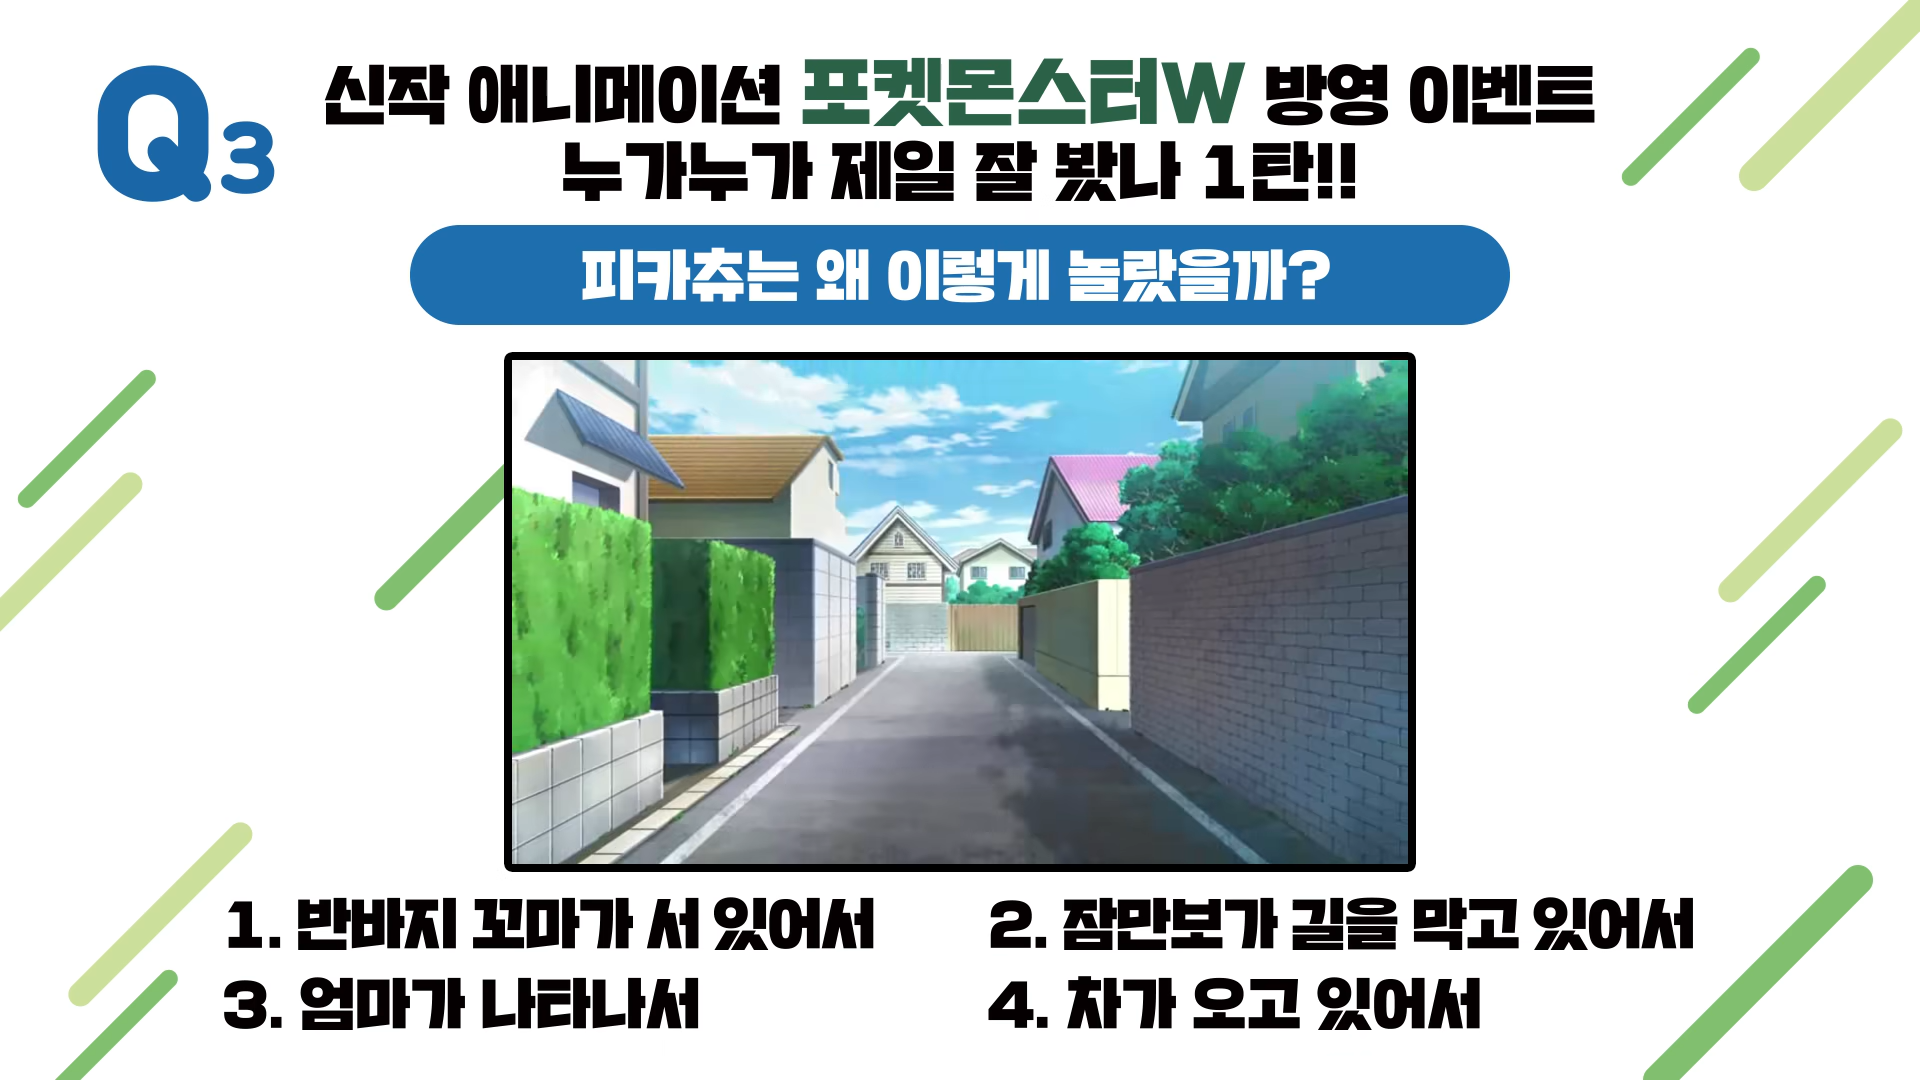 Q3
신작 애니메이션 포켓몬스터W 방영 이벤트
누가누가 제일 잘 봤나 1탄!!
피카츄는 왜 이렇게 놀랐을까?
1. 반바지 꼬마가 서 있어서
2. 잠만보가 길을 막고 있어서
3. 엄마가 나타나서
4. 차가 오고 있어서